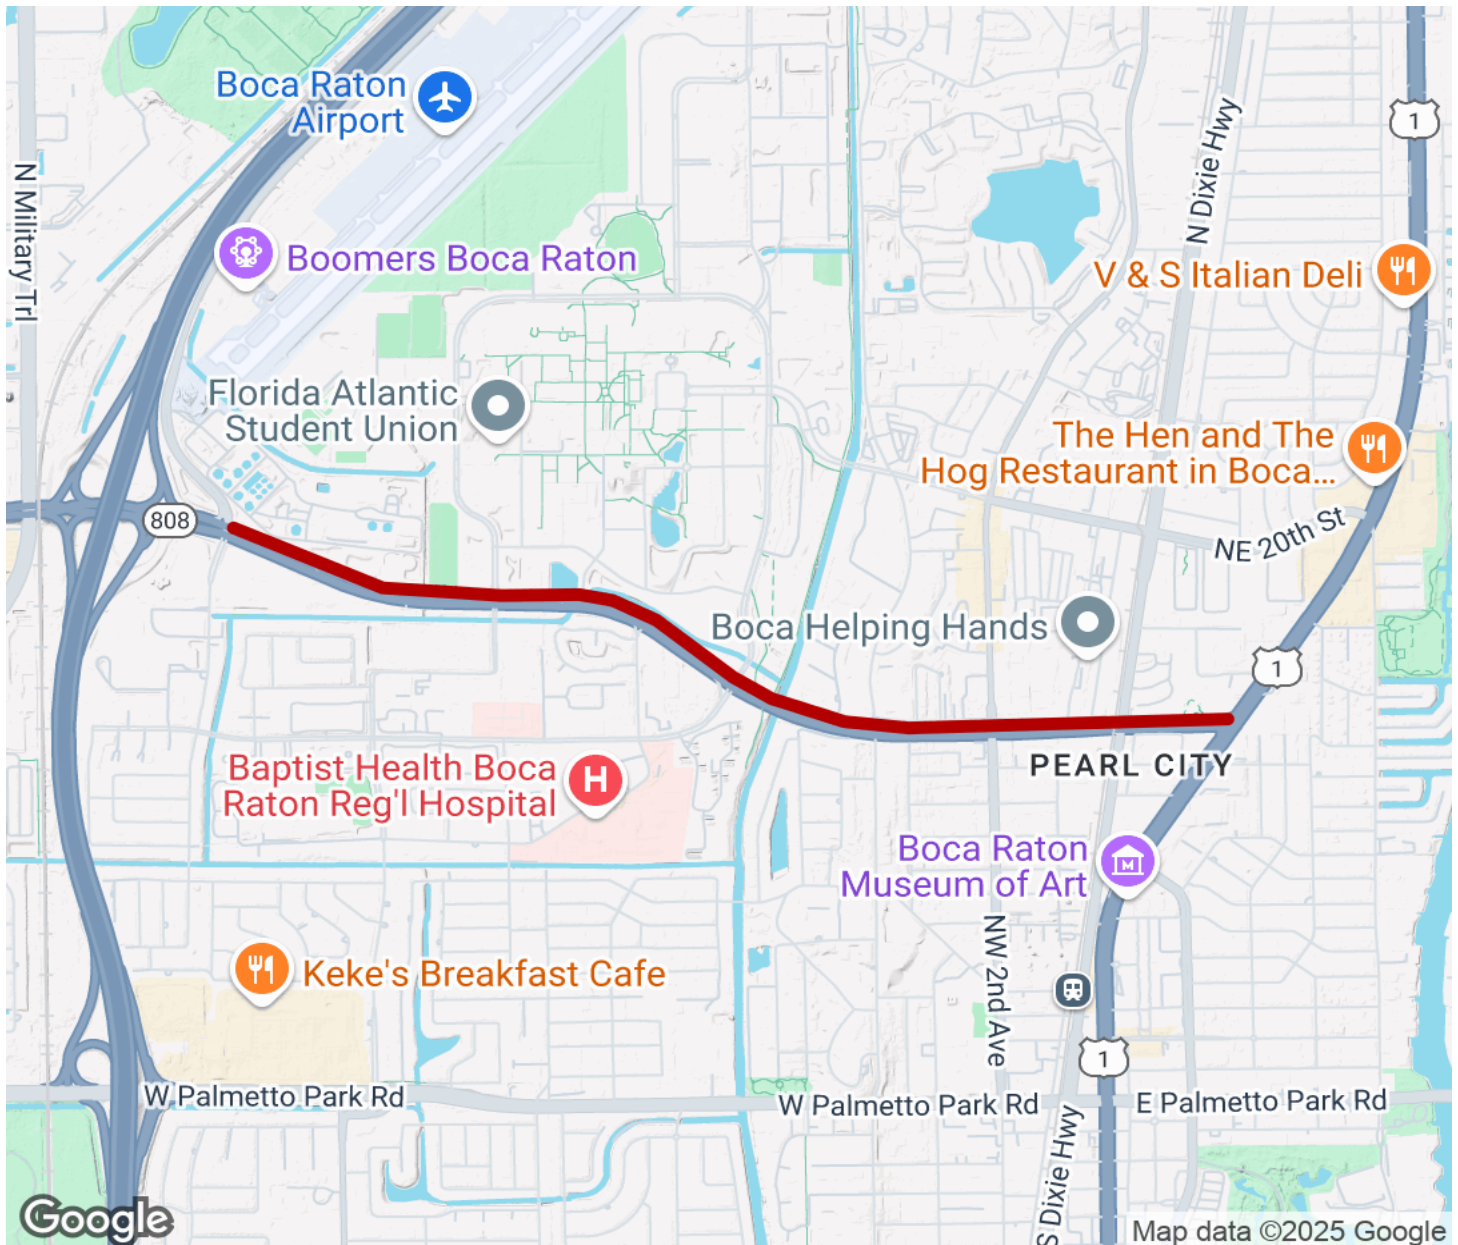 Boca Raton
Airport
1
N Military Trl
N Dixie Hwy
Boomers Boca Raton
V & S Italian Deli
Florida Atlantic
Student Union
The Hen and The
Hog Restaurant in Boca...
808
NE 20th St
Boca Helping Hands
1
PEARL CITY
Baptist Health Boca
Raton Reg'l Hospital
H
Boca Raton
Museum of Art
M
NW 2nd Ave
Keke's Breakfast Cafe
1
W Palmetto Park Rd
W Palmetto Park Rd
E Palmetto Park Rd
S Dixie Hwy
Google
Map data ©2025 Google